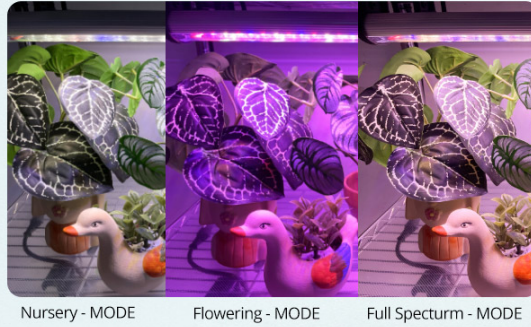 Nursery - MODE
Flowering - MODE
Full Specturm - MODE